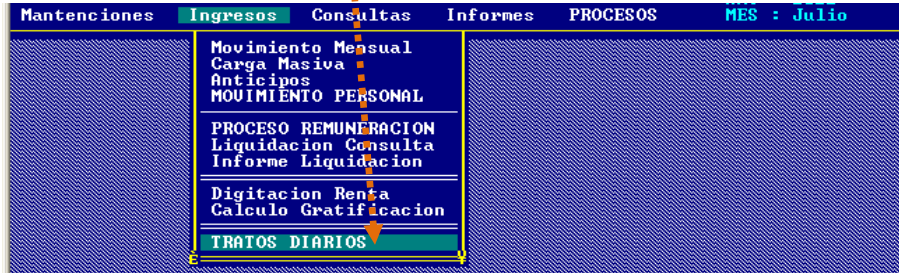 Mantenciones Ingresos Consultas Informes PROCESOS MES : Julio
Movimiento Mensual
Carga Masiva
Anticipos
MOVIMIENTO PERSONAL
PROCESO REMUNERACION
Liquidacion Consulta
Informe Liquidacion
Digitacion Renta
Calculo Gratificacion
TRATOS DIARIOS